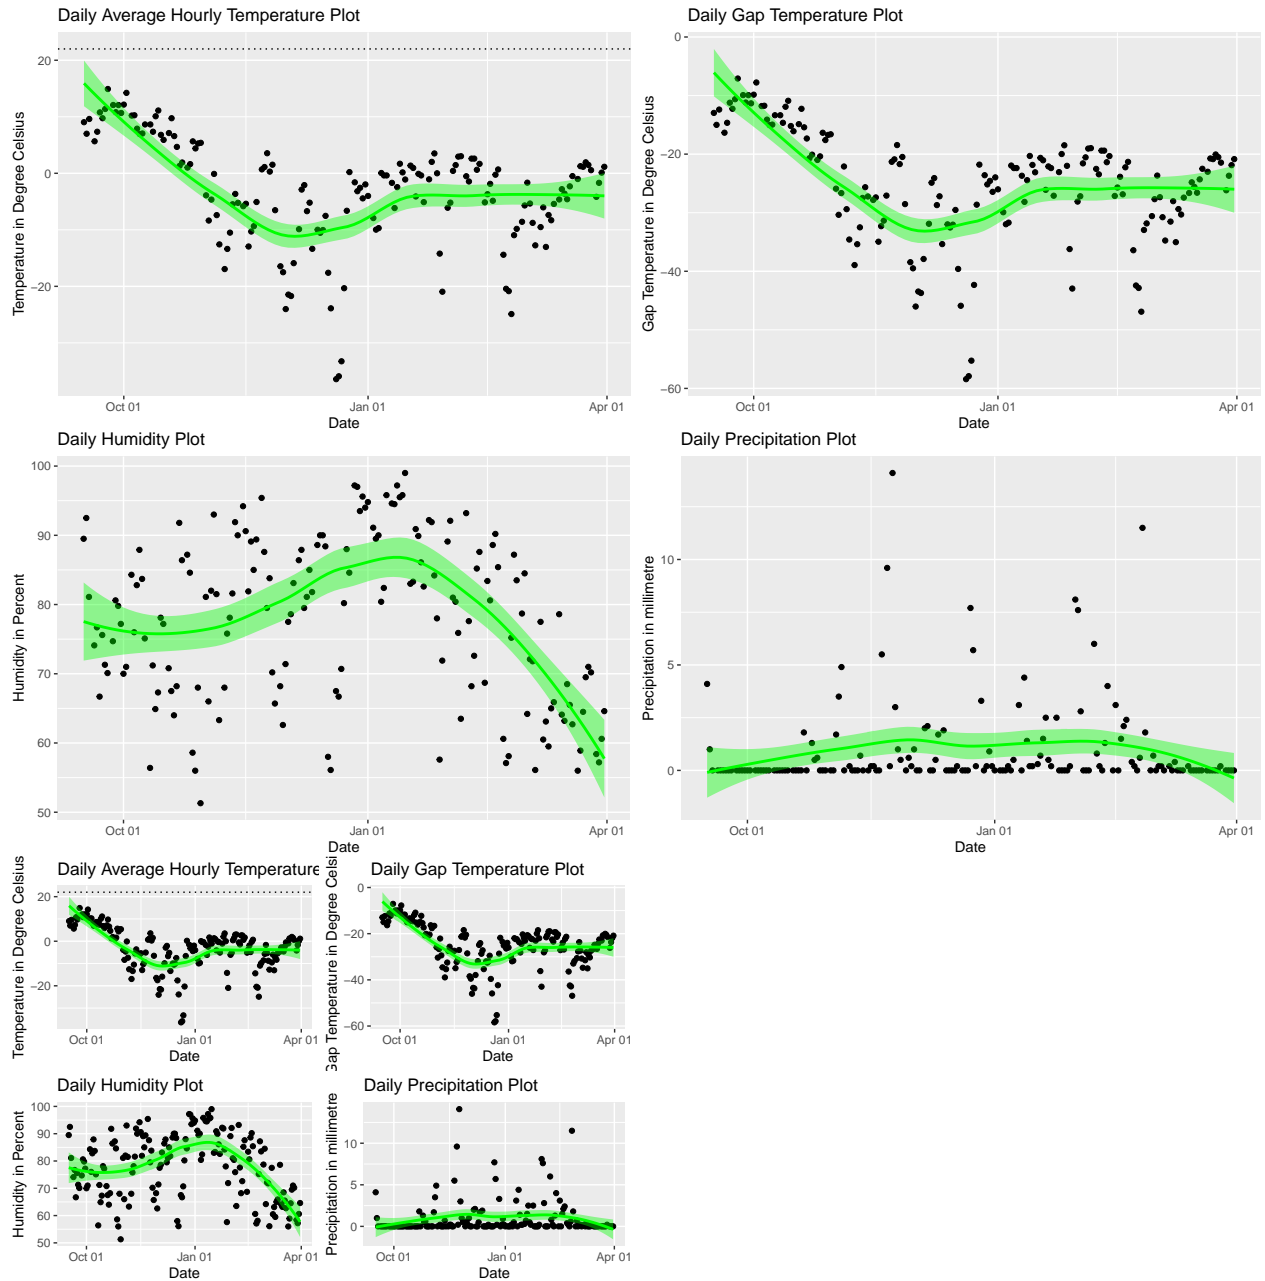 Daily Average Hourly Temperature Plot
Temperature in Degree Celsius
20
0
−20
Oct 01
Jan 01
Apr 01
Date
Daily Gap Temperature Plot
Gap Temperature in Degree Celsius
0
−20
−40
−60
Oct 01
Jan 01
Apr 01
Date
Daily Humidity Plot
Humidity in Percent
100
90
80
70
60
50
Oct 01
Jan 01
Apr 01
Date
Daily Precipitation Plot
Precipitation in millimetre
10
5
0
Oct 01
Jan 01
Apr 01
Date
Daily Average Hourly Temperature
Temperature in Degree Celsius
20
0
−20
Oct 01
Jan 01
Apr 01
Date
Daily Gap Temperature Plot
Gap Temperature in Degree Celsi
0
−20
−40
−60
Oct 01
Jan 01
Apr 01
Date
Daily Humidity Plot
Humidity in Percent
100
90
80
70
60
50
Oct 01
Jan 01
Apr 01
Date
Daily Precipitation Plot
Precipitation in millimetre
10
5
0
Oct 01
Jan 01
Apr 01
Date